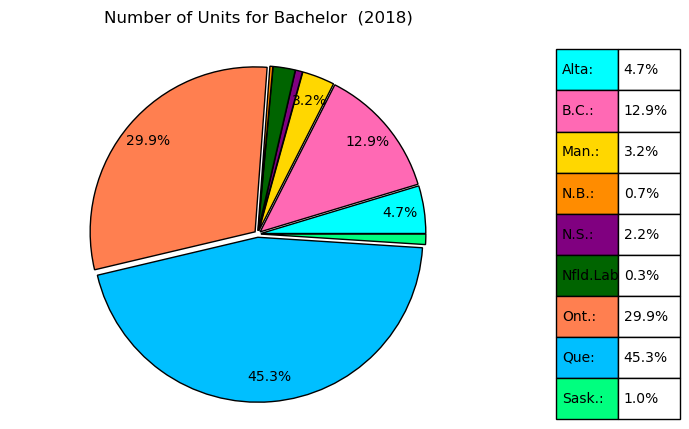 Number of Units for Bachelor  (2018)
3.2%
29.9%
12.9%
4.7%
45.3%
Alta: 4.7%
B.C.: 12.9%
Man.: 3.2%
N.B.: 0.7%
N.S.: 2.2%
Nfld.Lab 0.3%
Ont.: 29.9%
Que: 45.3%
Sask.: 1.0%